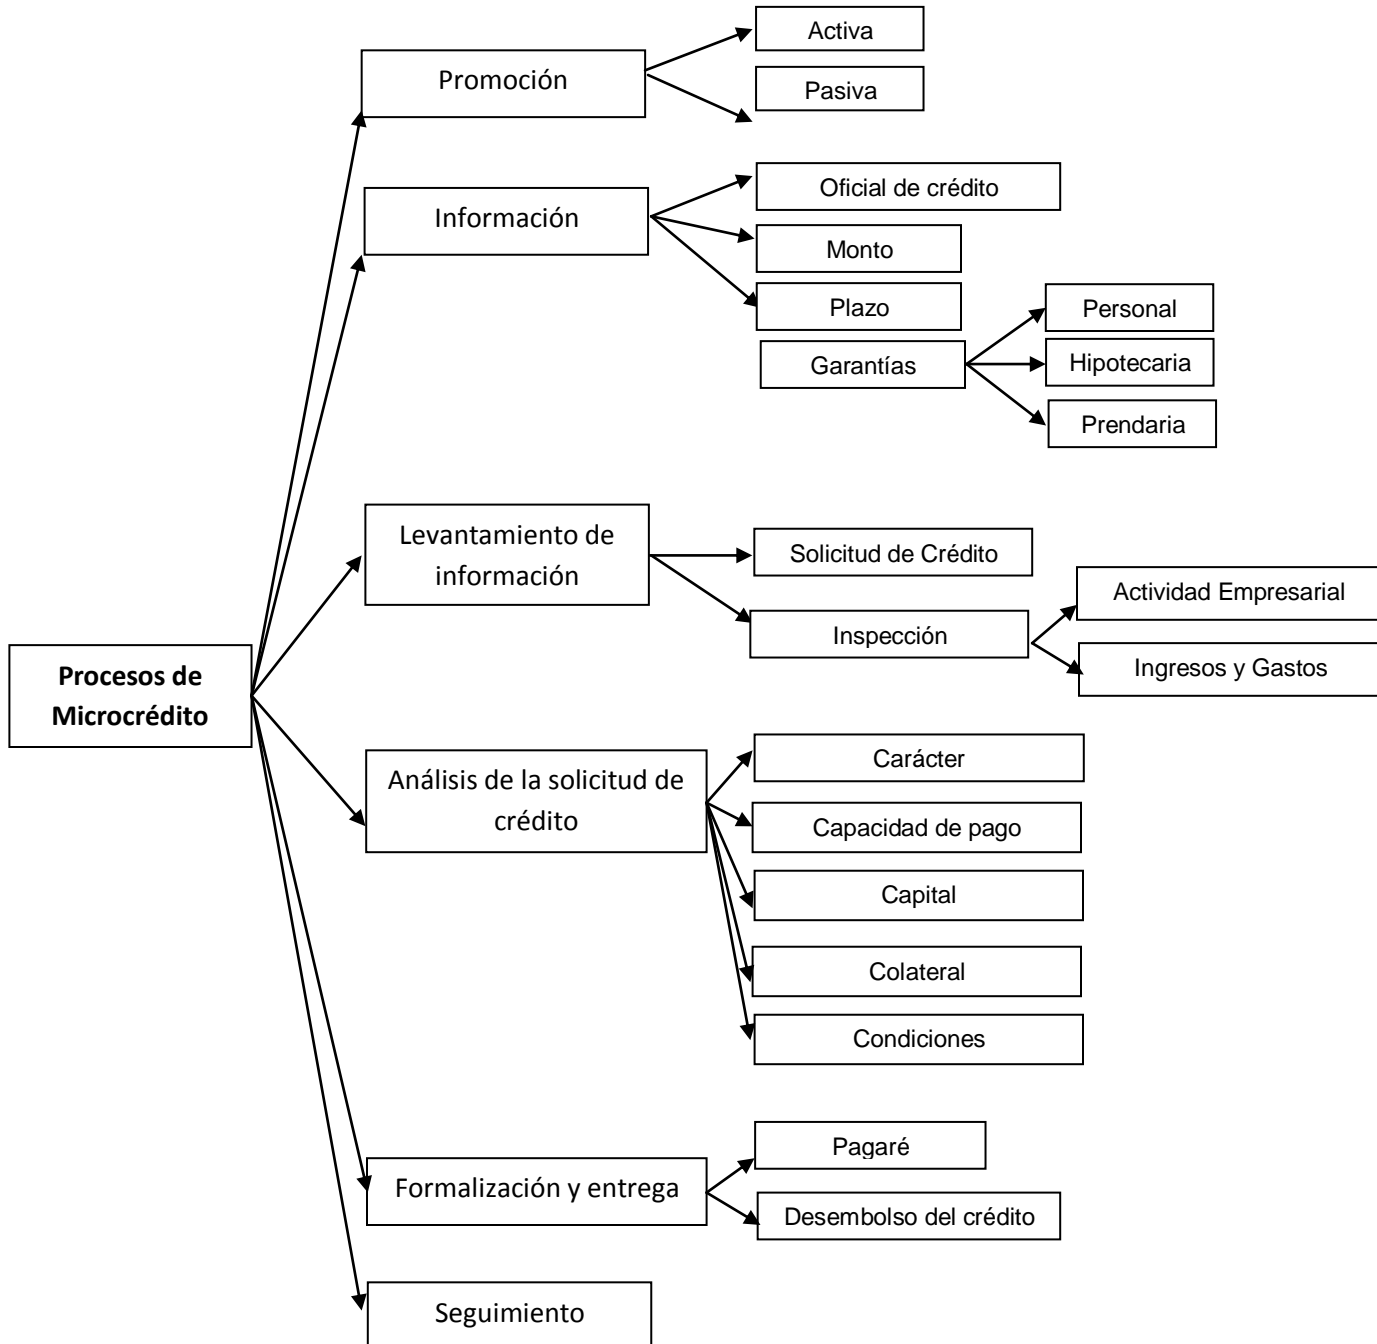 Activa
Promoción
Pasiva
Oficial de crédito
Información
Monto
Plazo
Personal
Garantías
Hipotecaria
Prendaria
Levantamiento de
información
Solicitud de Crédito
Actividad Empresarial
Inspección
Ingresos y Gastos
Procesos de
Microcrédito
Carácter
Análisis de la solicitud de
crédito
Capacidad de pago
Capital
Colateral
Condiciones
Pagaré
Formalización y entrega
Desembolso del crédito
Seguimiento